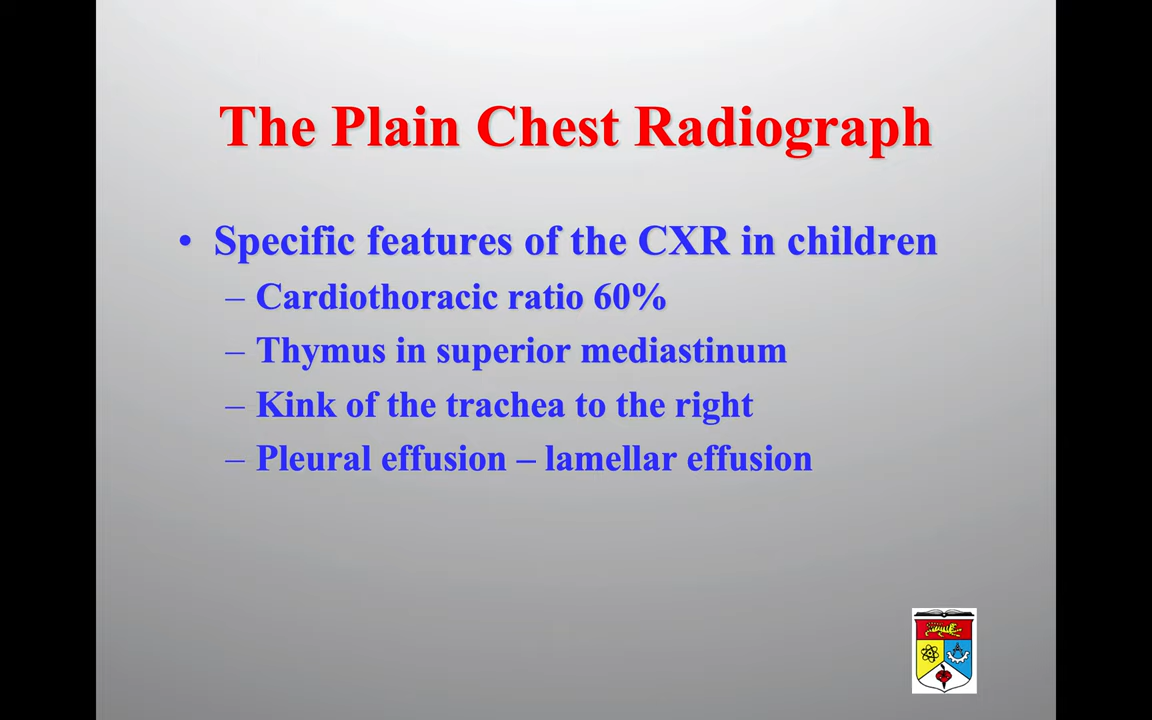 The Plain Chest Radiograph
• Specific features of the CXR in children
– Cardiothoracic ratio 60%
– Thymus in superior mediastinum
– Kink of the trachea to the right
– Pleural effusion – lamellar effusion